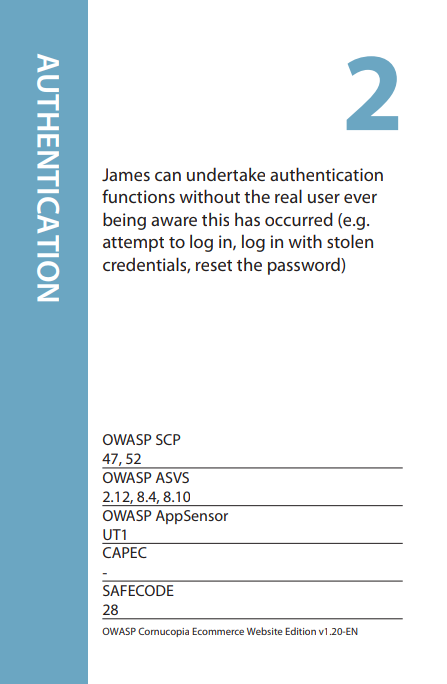 AUTHENTICATION
2
James can undertake authentication
functions without the real user ever
being aware this has occurred (e.g.
attempt to log in, log in with stolen
credentials, reset the password)
OWASP SCP
47, 52
OWASP ASVS
2.12, 8.4, 8.10
OWASP AppSensor
UT1
CAPEC
-
SAFECODE
28
OWASP Cornucopia Ecommerce Website Edition v1.20-EN